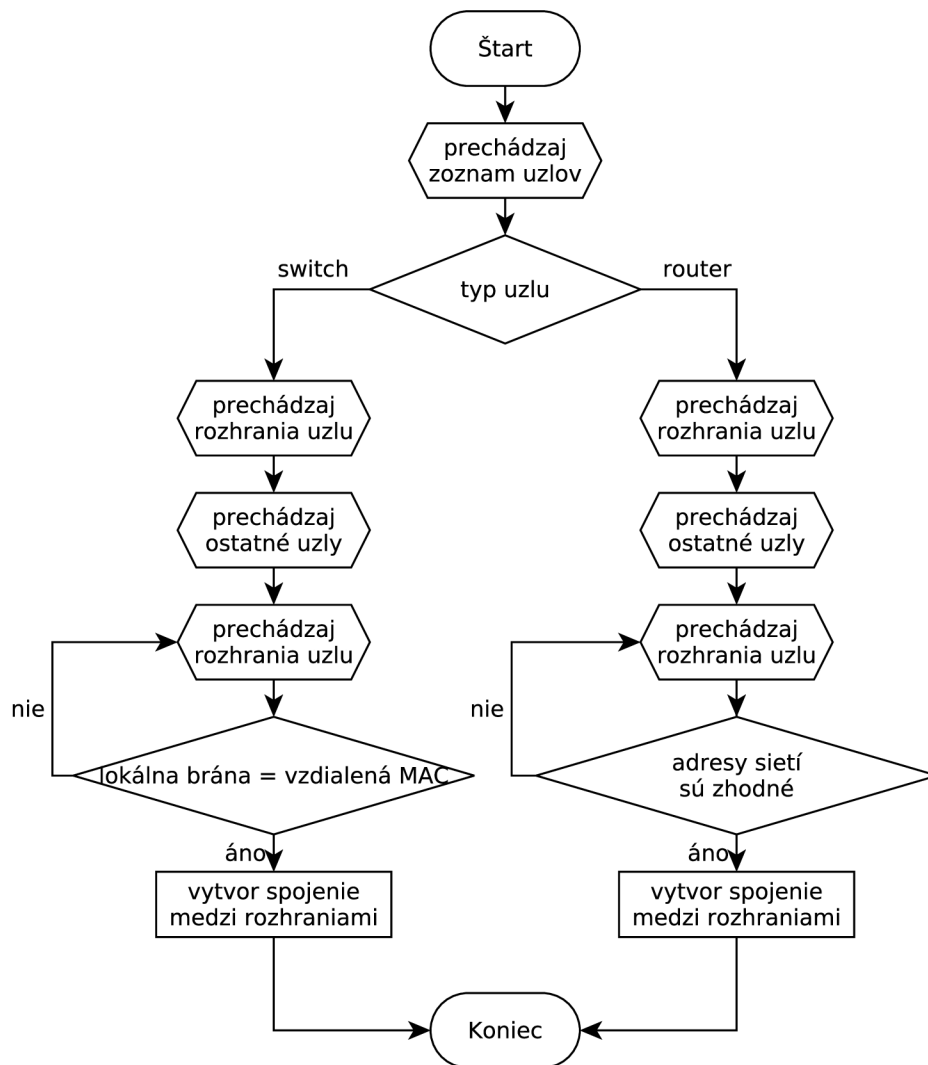 Štart
prechádzaj
zoznam uzlov
switch
router
typ uzlu
prechádzaj
rozhrania uzlu
prechádzaj
rozhrania uzlu
prechádzaj
ostatné uzly
prechádzaj
ostatné uzly
prechádzaj
rozhrania uzlu
prechádzaj
rozhrania uzlu
nie
nie
lokálna brána = vzdialená MAC
adresy sietí
sú zhodné
áno
áno
vytvor spojenie
medzi rozhraniami
vytvor spojenie
medzi rozhraniami
Koniec